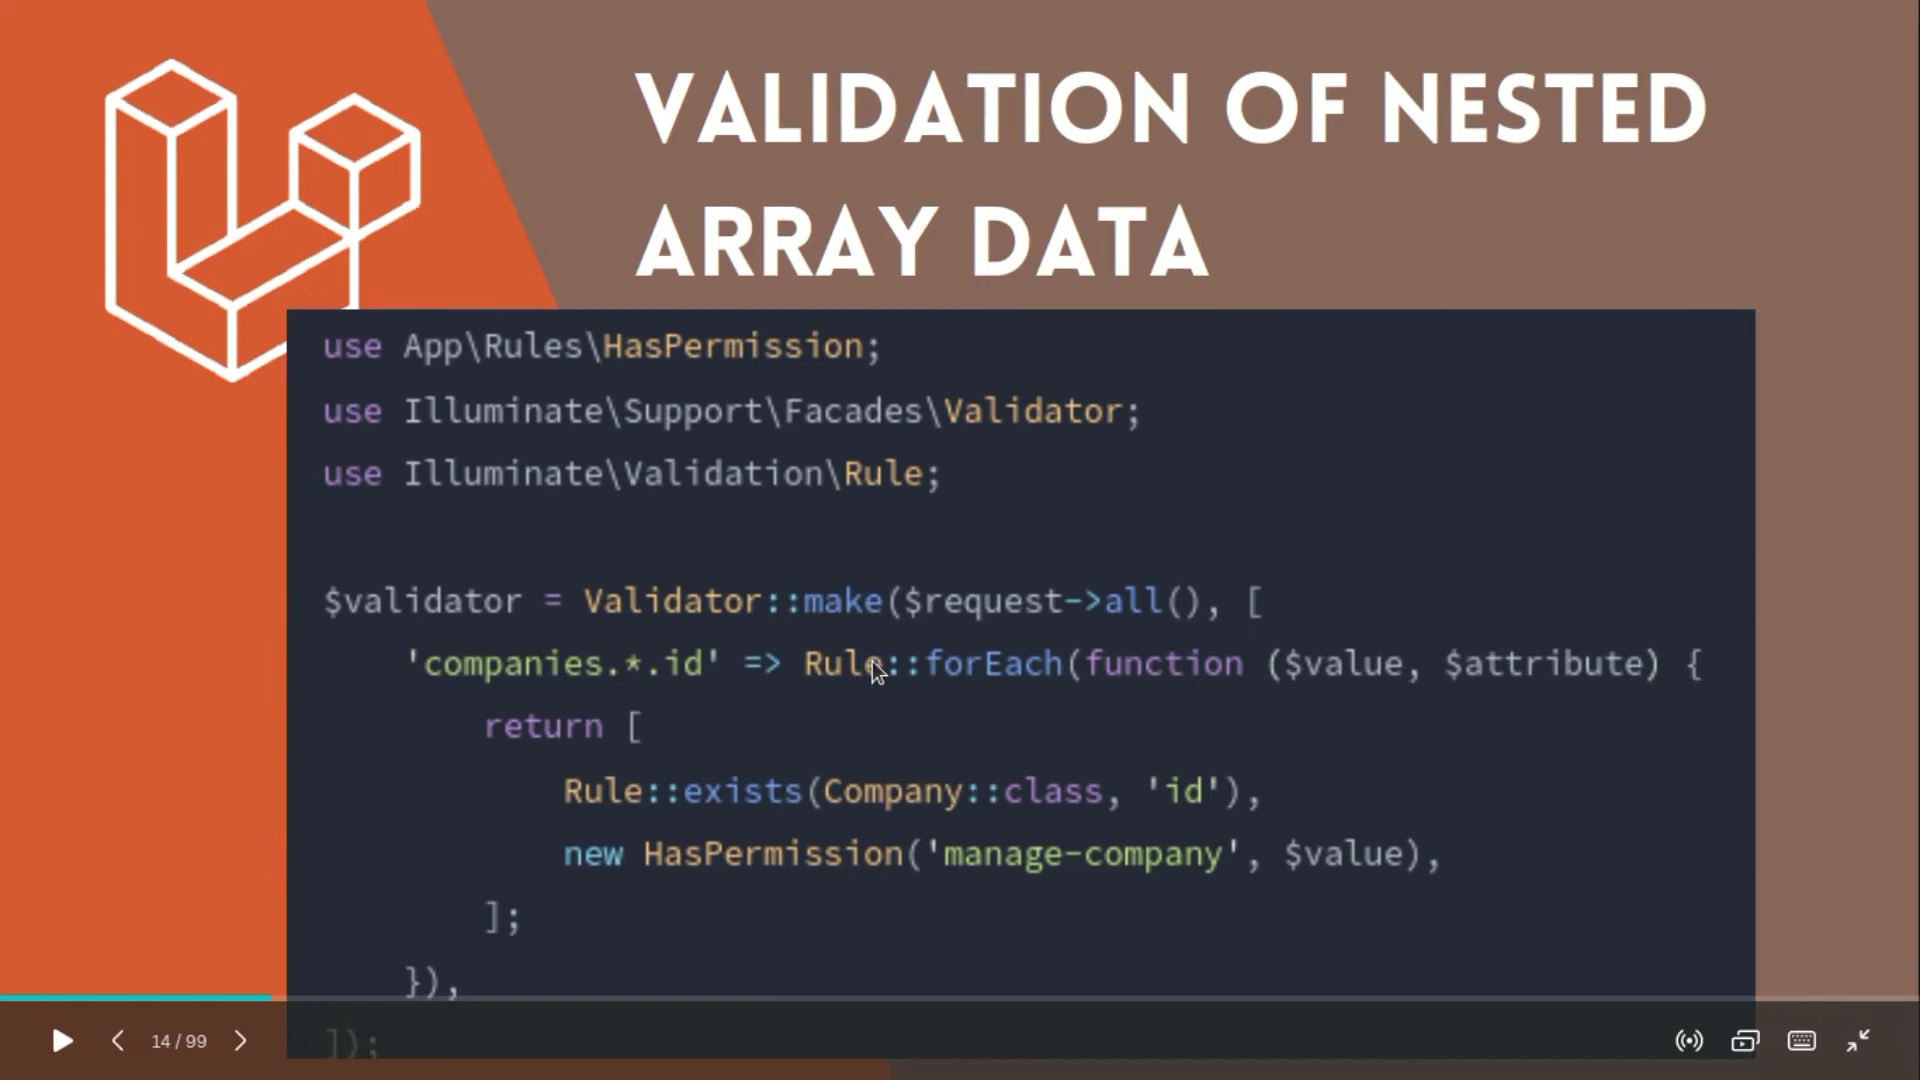 VALIDATION OF NESTED
ARRAY DATA
use App\Rules\HasPermission;
use Illuminate\Support\Facades\Validator;
use Illuminate\Validation\Rule;
$validator = Validator::make($request->all(), [
'companies.*.id' => Rule::forEach(function ($value, $attribute) {
return [
Rule::exists(Company::class, 'id'),
new HasPermission('manage-company', $value),
];
}),
]);
14 / 99